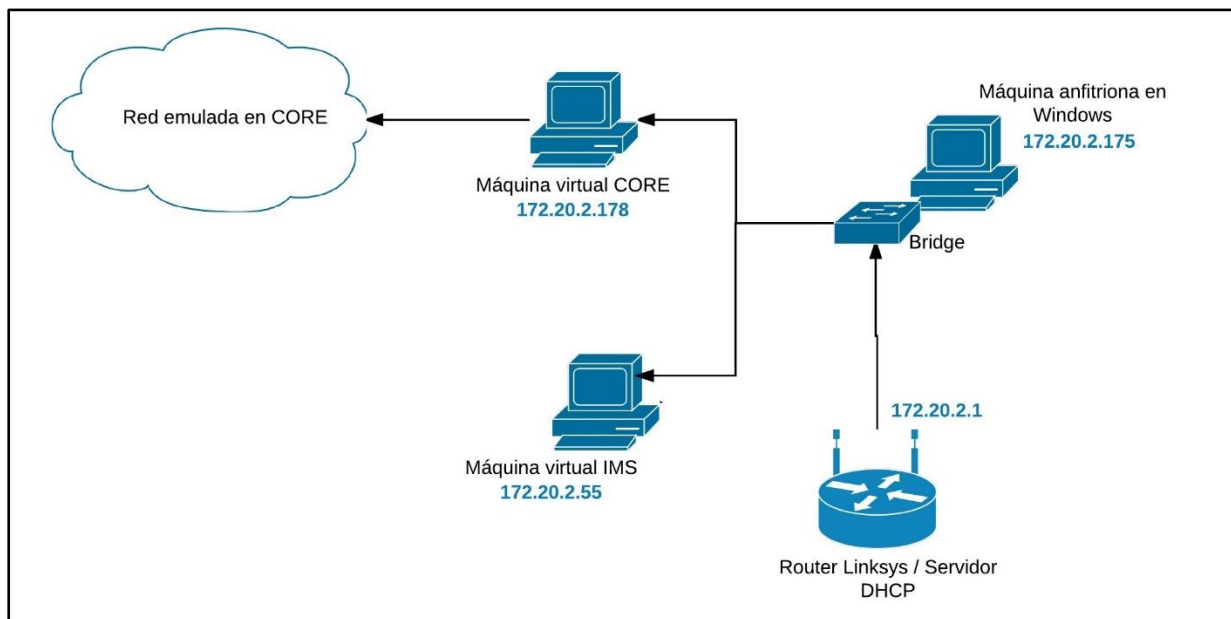 Red emulada en CORE
Máquina virtual CORE
172.20.2.178
Máquina anfitriona en
Windows
172.20.2.175
Bridge
Máquina virtual IMS
172.20.2.55
172.20.2.1
Router Linksys / Servidor
DHCP